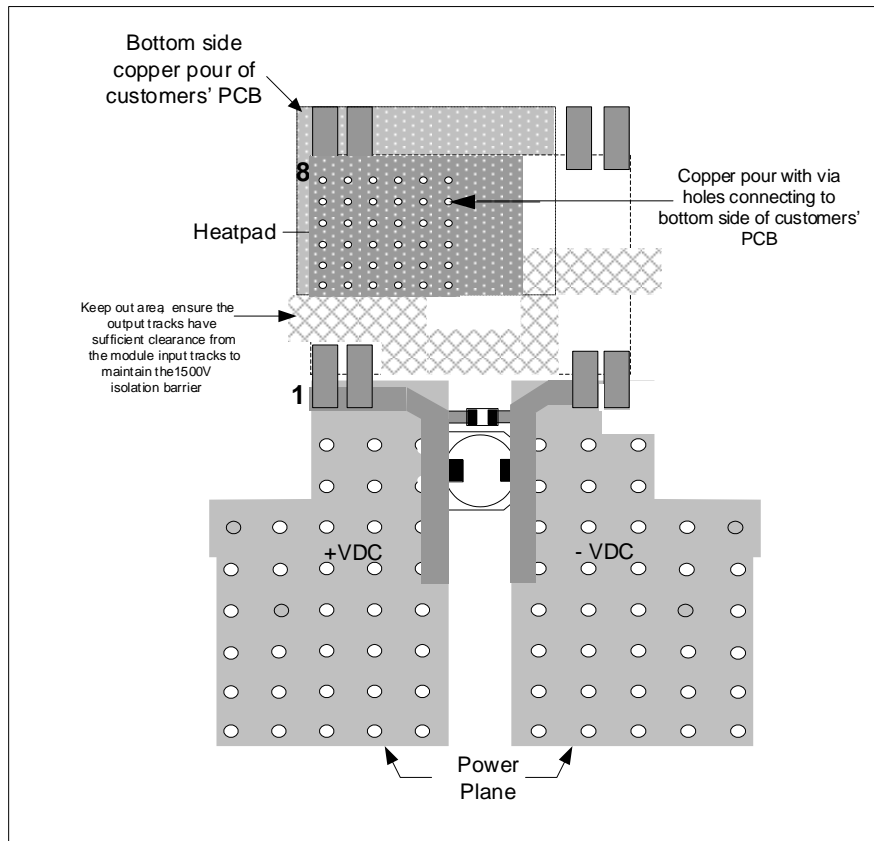 Bottom side
copper pour of
customers' PCB
8
Copper pour with via
holes connecting to
bottom side of customers'
PCB
Heatpad
Keep out area, ensure the
output tracks have
sufficient clearance from
the module input tracks to
maintain the1500V
isolation barrier
1
+VDC
- VDC
Power
Plane